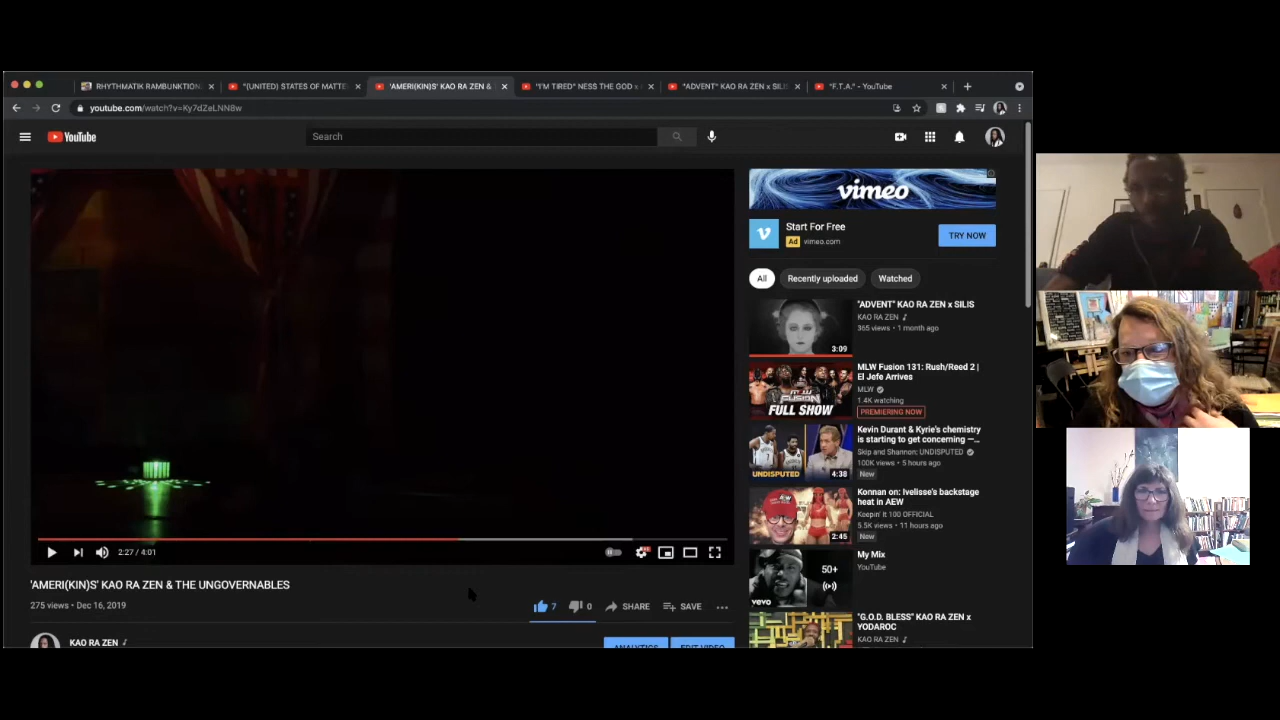 RHYTHMATIK RAMBUNKTION
"(UNITED) STATES OF MATTE
'AMERI(KIN)S' KAO RA ZEN &
"I'M TIRED" NESS THE GOD x
"ADVENT" KAO RA ZEN x SILI
"F.T.A." - YouTube
youtube.com/watch?v=Ky7dZeLNN8w
YouTube
Search
vimeo
Start For Free
Ad vimeo.com
TRY NOW
All
Recently uploaded
Watched
"ADVENT" KAO RA ZEN x SILIS
KAO RA ZEN
365 views • 1 month ago
3:09
MLW Fusion 131: Rush/Reed 2 |
El Jefe Arrives
MLW
1.4K watching
PREMIERING NOW
FUSION
FULL SHOW
Kevin Durant & Kyrie's chemistry
is starting to get concerning —...
Skip and Shannon: UNDISPUTED
100K views • 5 hours ago
New
UNDISPUTED
4:38
Konnan on: Ivelisse's backstage
heat in AEW
Keepin' It 100 OFFICIAL
5.5K views • 11 hours ago
New
2:45
My Mix
YouTube
50+
vevo
"G.O.D. BLESS" KAO RA ZEN x
YODAROC
KAO RA ZEN
2:27 / 4:01
'AMERI(KIN)S' KAO RA ZEN & THE UNGOVERNABLES
275 views • Dec 16, 2019
7
0
SHARE
SAVE
KAO RA ZEN
ANALYTICS
EDIT VIDEO